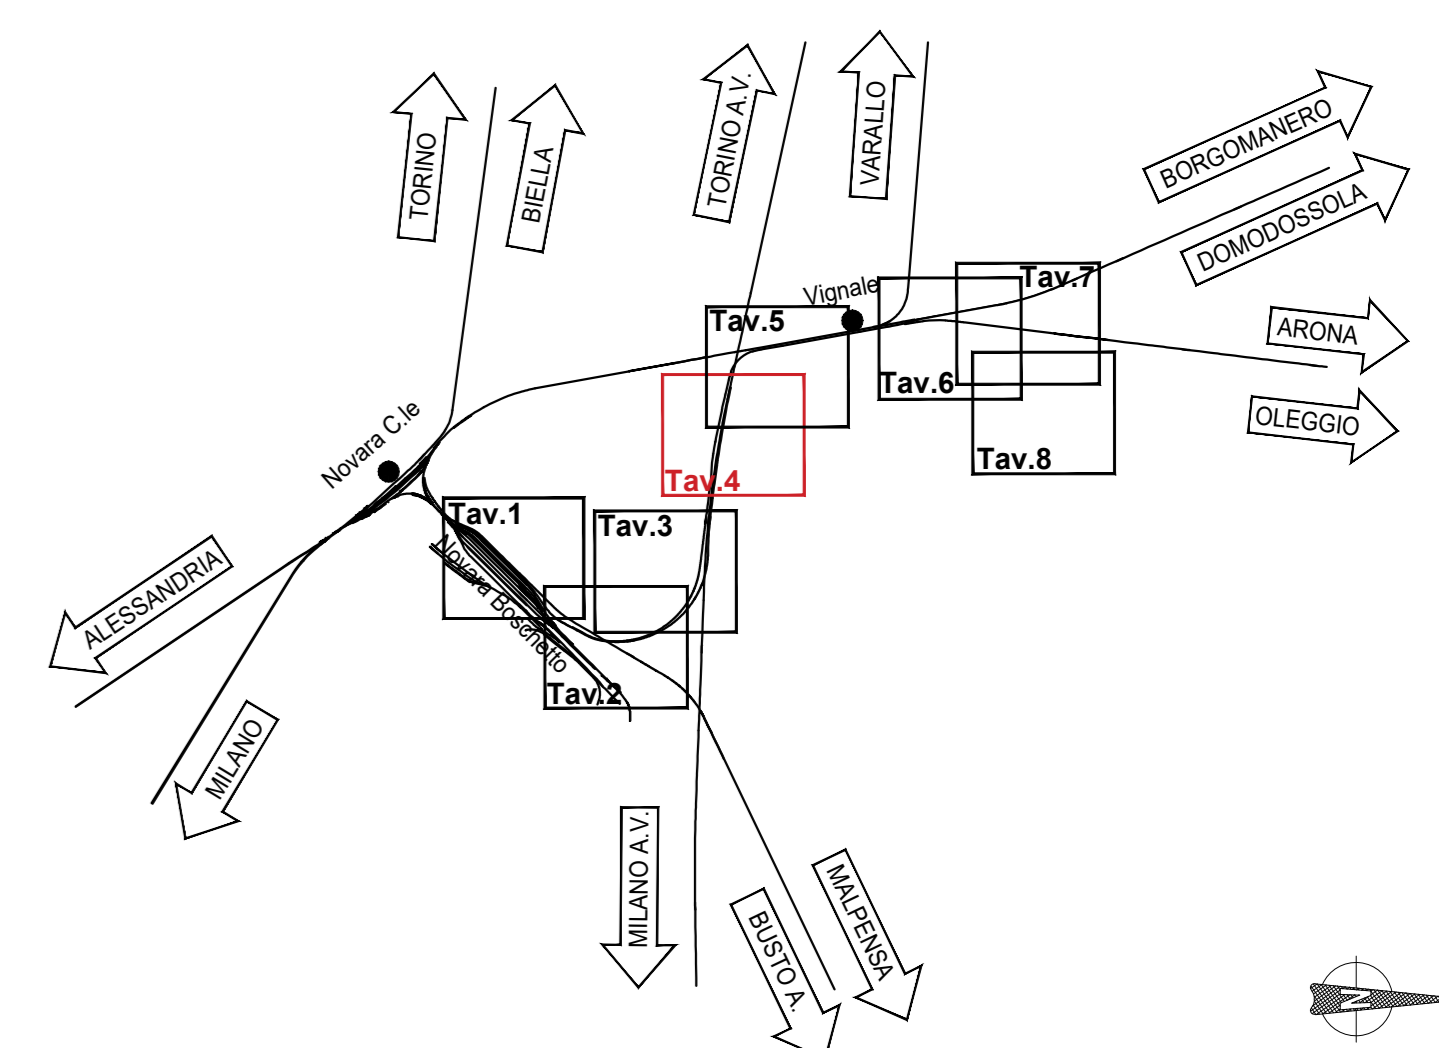 TORINO
BIELLA
TORINO A.V.
VARALLO
BORGOMANERO
DOMODOSSOLA
Vignale
Tav.7
Tav.5
ARONA
Tav.6
OLEGGIO
Novara C.le
Tav.8
Tav.4
Tav.1
Tav.3
Novara Boschetto
ALESSANDRIA
Tav.2
MILANO
MILANO A.V.
MALPENSA
BUSTO A.
N